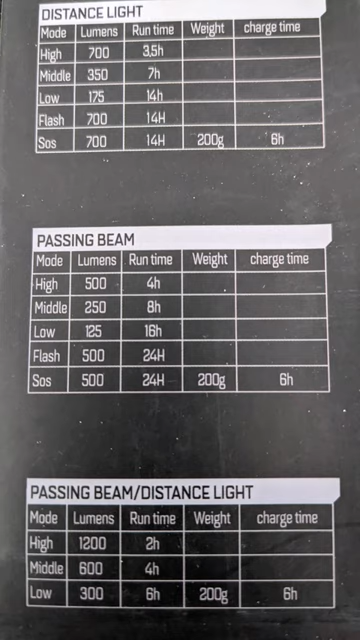 DISTANCE LIGHT
Mode Lumens Run time Weight charge time
High 700 3,5h
Middle 350 7h
Low 175 14h
Flash 700 14H
Sos 700 14H 200g 6h
PASSING BEAM
Mode Lumens Run time Weight charge time
High 500 4h
Middle 250 8h
Low 125 16h
Flash 500 24H
Sos 500 24H 200g 6h
PASSING BEAM/DISTANCE LIGHT
Mode Lumens Run time Weight charge time
High 1200 2h
Middle 600 4h
Low 300 6h 200g 6h